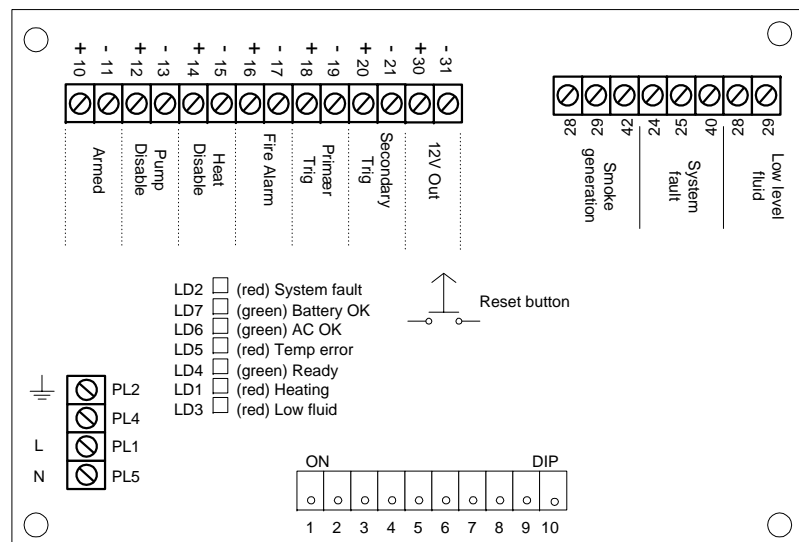 + - + - + - + - + - + - + -
10 11 12 13 14 15 16 17 18 19 20 21 30 31
Armed
Pump
Disable
Heat
Disable
Fire Alarm
Primær
Trig
Secondary
Trig
12V Out
28 29 42 24 25 40 28 29
Smoke
generation
System
fault
Low level
fluid
LD2 (red) System fault
LD7 (green) Battery OK
LD6 (green) AC OK
LD5 (red) Temp error
LD4 (green) Ready
LD1 (red) Heating
LD3 (red) Low fluid
Reset button
PL2
PL4
L PL1
N PL5
ON DIP
1 2 3 4 5 6 7 8 9 10